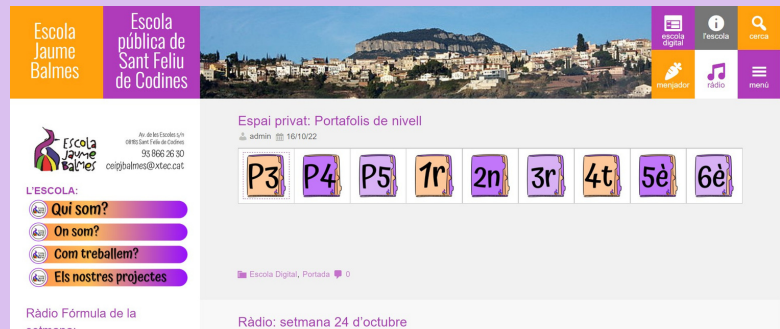 Escola
Jaume
Balmes
Escola
pública de
Sant Feliu
de Codines
escola
digital
l'escola
cerca
menjador
ràdio
menú
Escola
Jaume
Balmes
Av. de les Escoles s/n
08182 Sant Feliu de Codines
93 866 26 30
ceipjbalmes@xtec.cat
L'ESCOLA:
Qui som?
On som?
Com treballem?
Els nostres projectes
Ràdio Fórmula de la
setmana:
Espai privat: Portafolis de nivell
admin 16/10/22
P3 P4 P5 1r 2n 3r 4t 5è 6è
Escola Digital, Portada 0
Ràdio: setmana 24 d'octubre